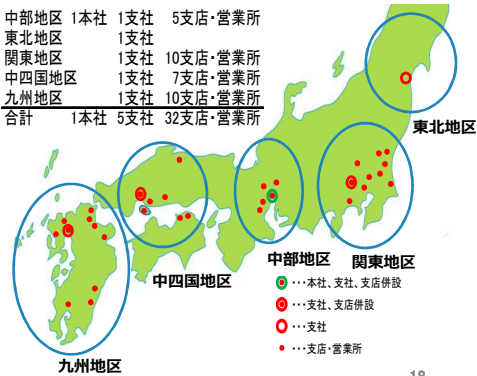 中部地区 1本社 1支社 5支店・営業所
東北地区 1支社
関東地区 1支社 10支店・営業所
中四国地区 1支社 7支店・営業所
九州地区 1支社 10支店・営業所
合計 1本社 5支社 32支店・営業所
東北地区
中部地区
関東地区
中四国地区
･･･本社、支社、支店併設
･･･支社、支店併設
･･･支社
･･･支店・営業所
九州地区